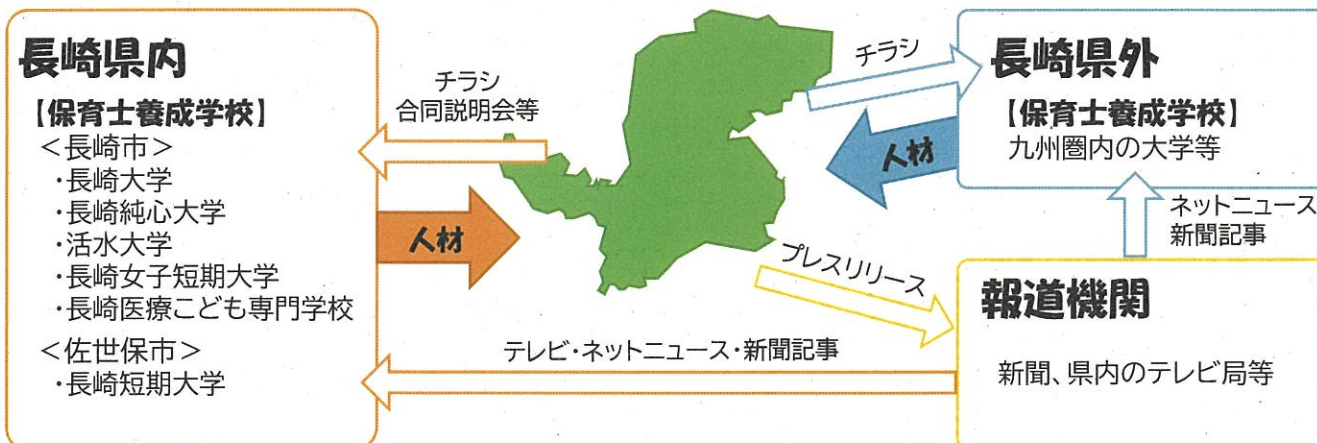 長崎県内
【保育士養成学校】
＜長崎市＞
・長崎大学
・長崎純心大学
・活水大学
・長崎女子短期大学
・長崎医療こども専門学校
＜佐世保市＞
・長崎短期大学
チラシ
合同説明会等
人材
チラシ
人材
長崎県外
【保育士養成学校】
九州圏内の大学等
ネットニュース
新聞記事
プレスリリース
報道機関
新聞、県内のテレビ局等
テレビ・ネットニュース・新聞記事